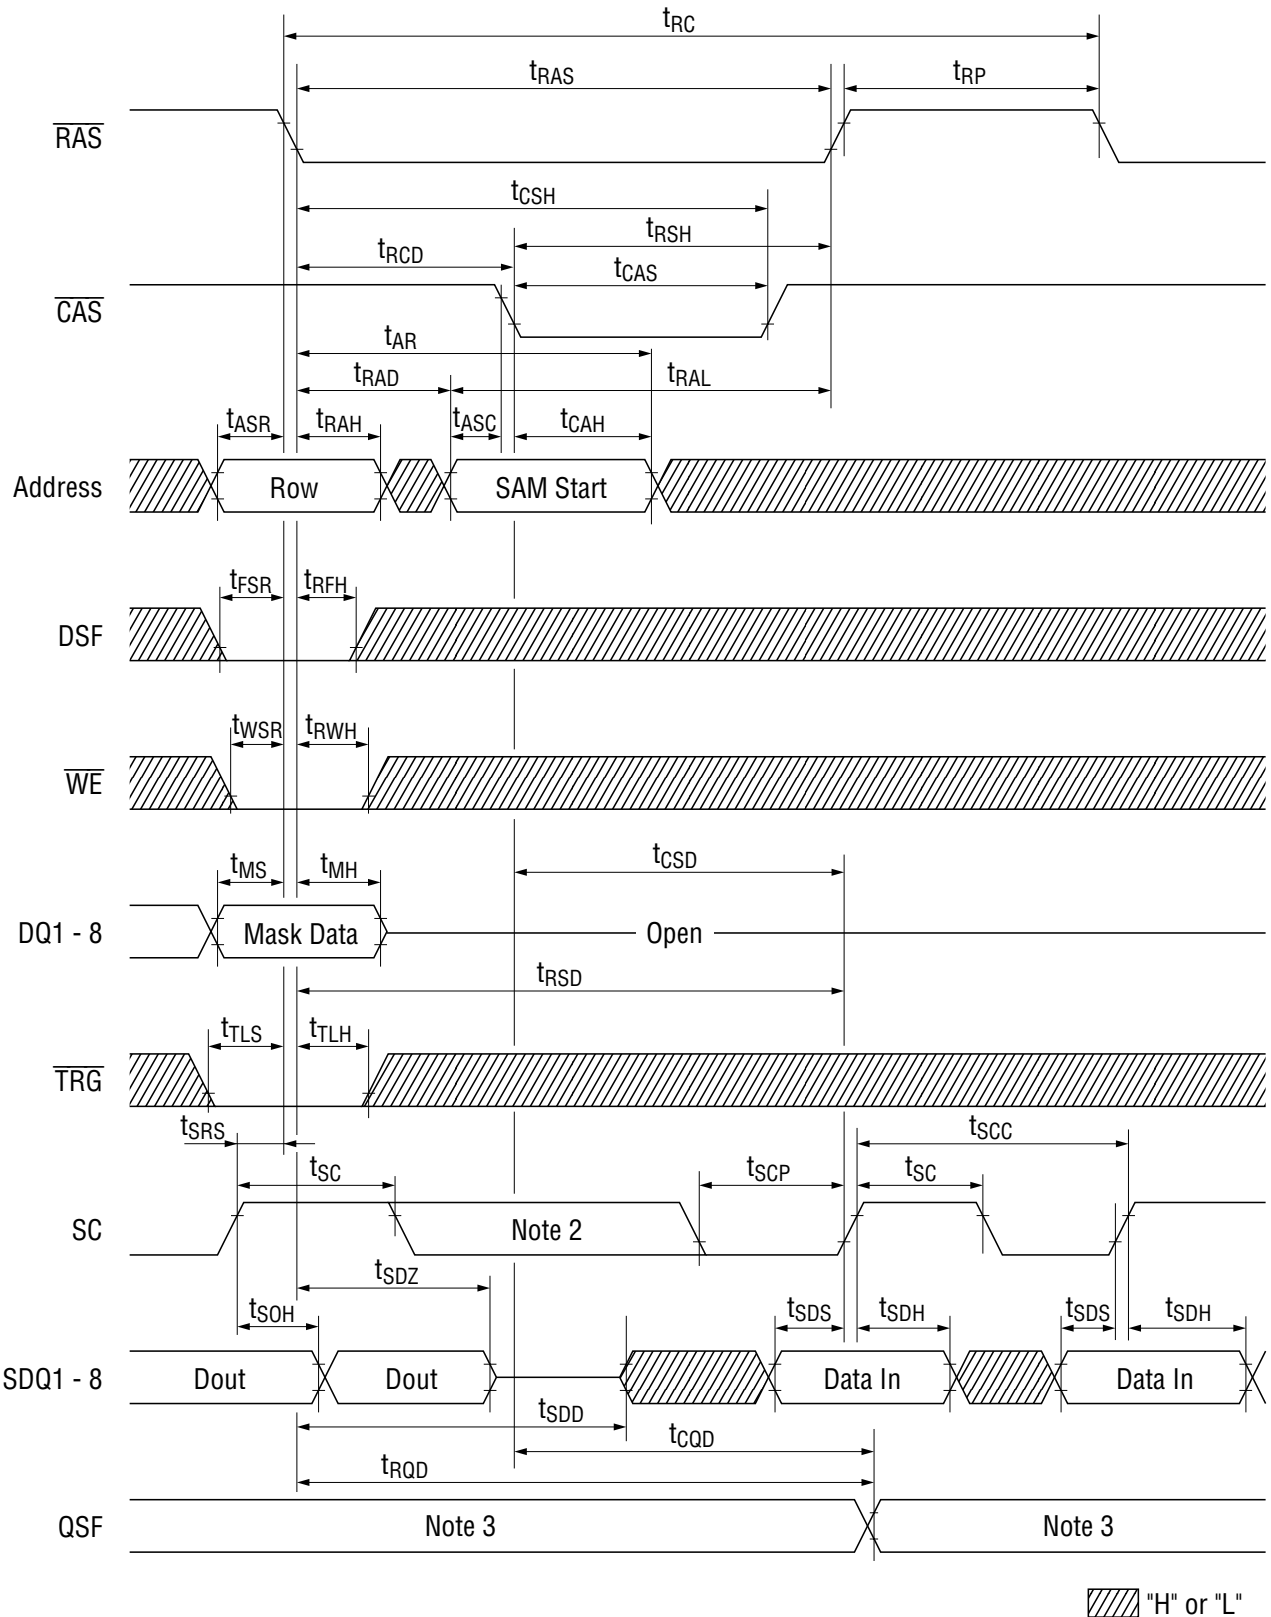 tRC
tRAS
tRP
RAS
tCSH
tRSH
tRCD
tCAS
CAS
tAR
tRAD
tRAL
tASR
tRAH
tASC
tCAH
Address
Row
SAM Start
tFSR
tRFH
DSF
tWSR
tRWH
WE
tCSD
tMS
tMH
DQ1 - 8
Mask Data
Open
tRSD
tTLS
tTLH
TRG
tSRS
tSCC
tSC
tSCP
tSC
SC
Note 2
tSDZ
tSOH
tSDS
tSDH
tSDS
tSDH
SDQ1 - 8
Dout
Dout
Data In
Data In
tSDD
tCQD
tRQD
QSF
Note 3
Note 3
"H" or "L"